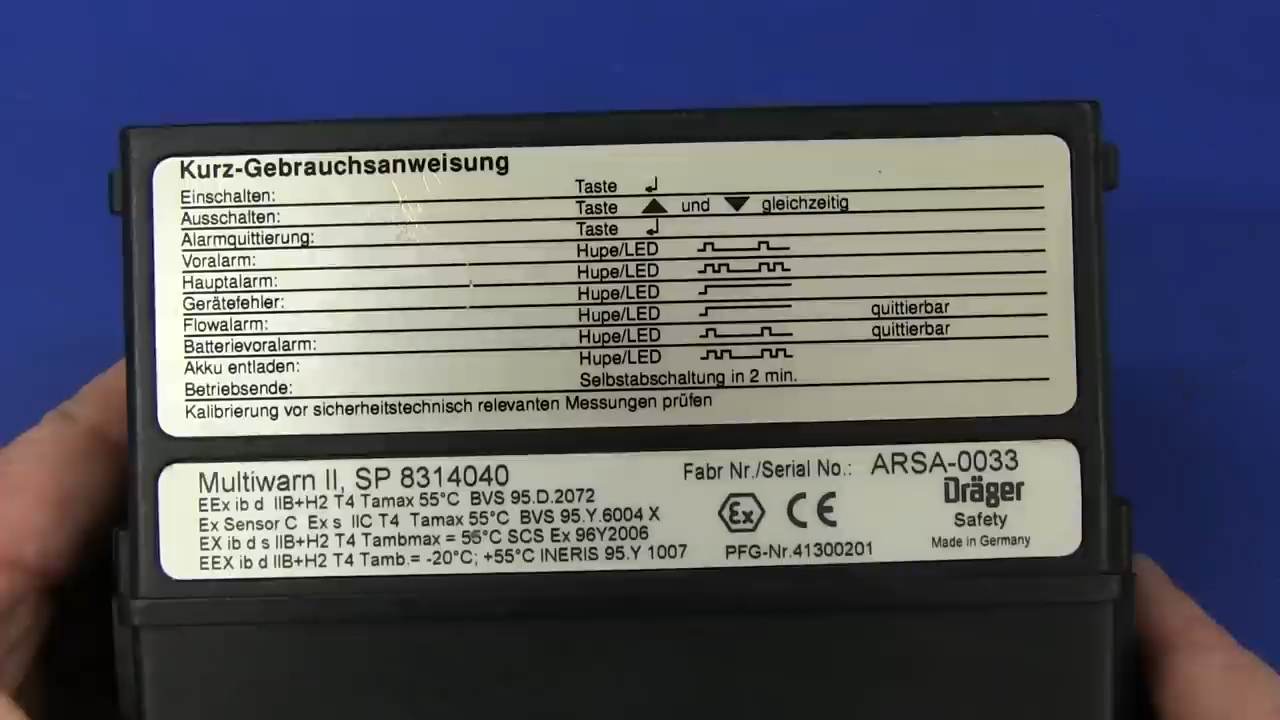 Kurz-Gebrauchsanweisung
Einschalten: Taste ↲
Ausschalten: Taste ▲ und ▼ gleichzeitig
Alarmquittierung: Taste ↲
Voralarm: Hupe/LED
Hauptalarm: Hupe/LED
Gerätefehler: Hupe/LED
Flowalarm: Hupe/LED quittierbar
Batterievoralarm: Hupe/LED quittierbar
Akku entladen: Hupe/LED
Betriebsende: Selbstabschaltung in 2 min.
Kalibrierung vor sicherheitstechnisch relevanten Messungen prüfen
Multiwarn II, SP 8314040
EEx ib d IIB+H2 T4 Tamax 55°C BVS 95.D.2072
Ex Sensor C Ex s IIC T4 Tamax 55°C BVS 95.Y.6004 X
EX ib d s IIB+H2 T4 Tambmax = 55°C SCS Ex 96Y2006
EEX ib d IIB+H2 T4 Tamb.= -20°C; +55°C INERIS 95.Y 1007
Fabr Nr./Serial No.: ARSA-0033
Ex CE
Dräger
Safety
PFG-Nr.41300201
Made in Germany